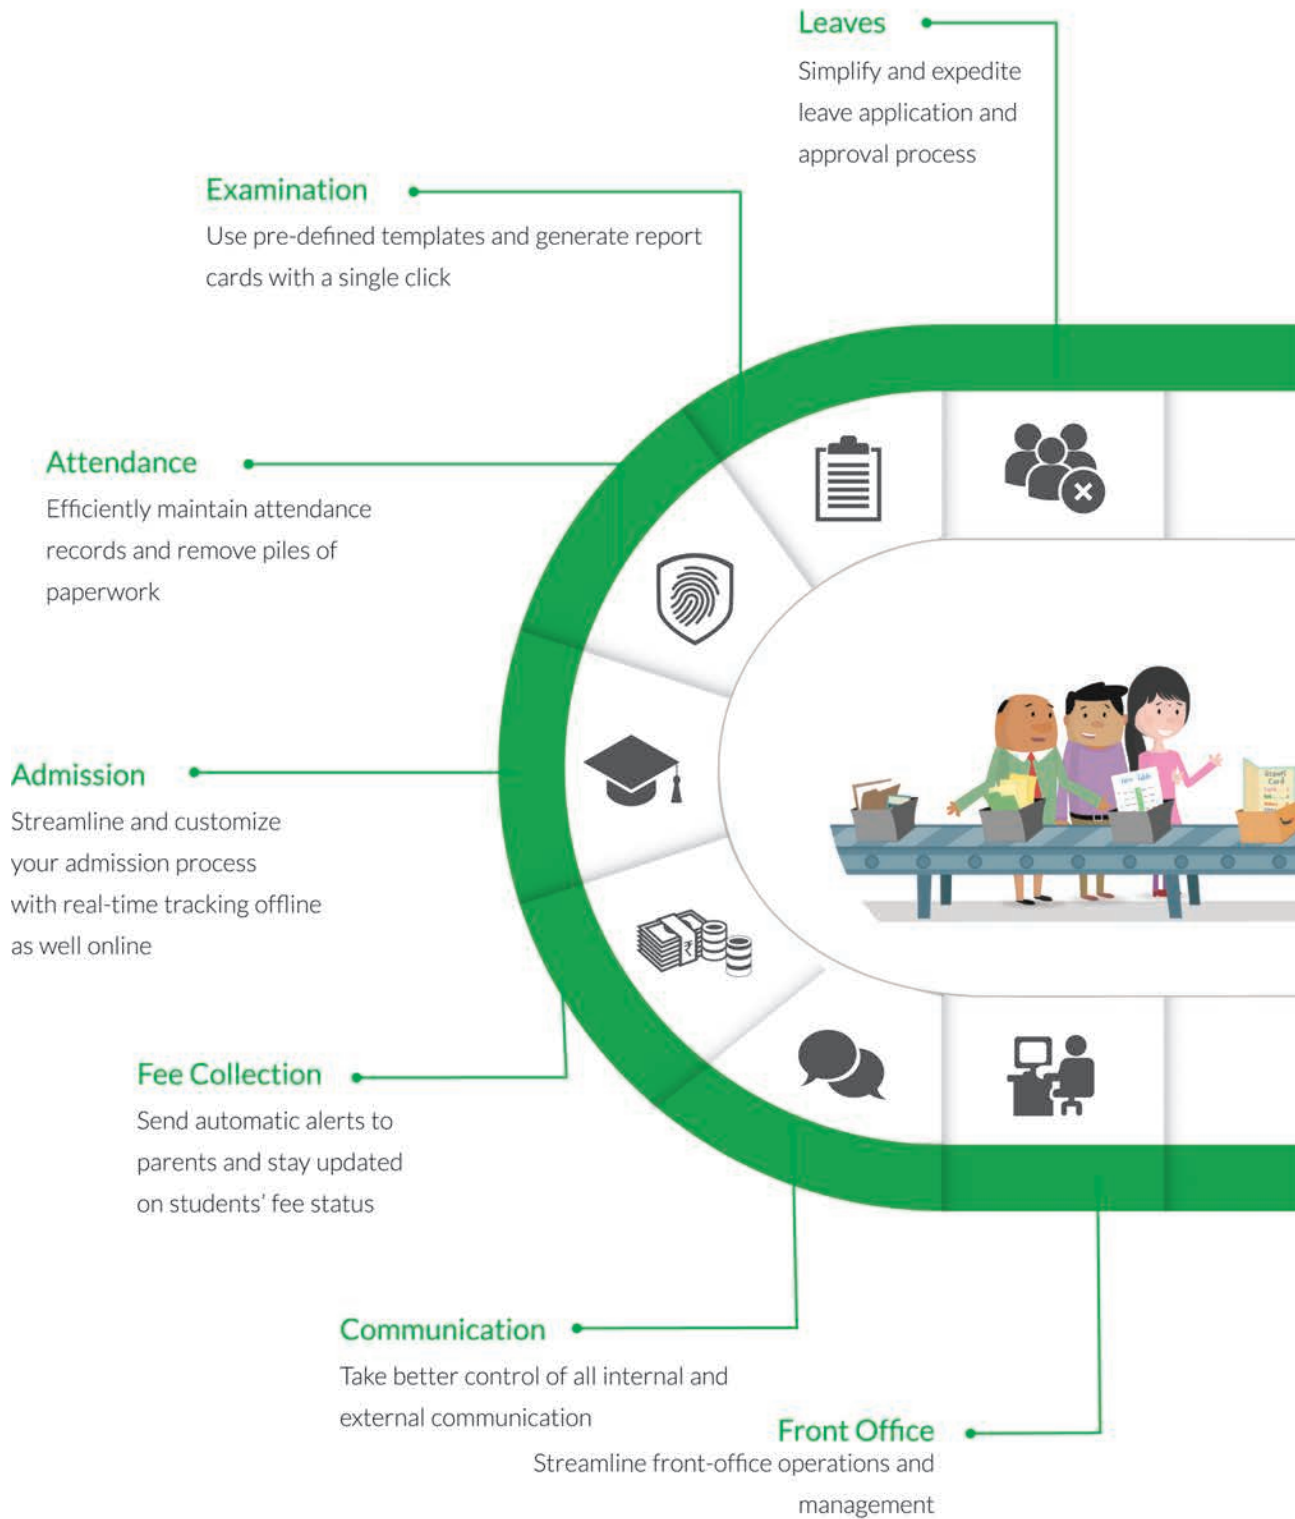 Leaves
Simplify and expedite
leave application and
approval process
Examination
Use pre-defined templates and generate report
cards with a single click
Attendance
Efficiently maintain attendance
records and remove piles of
paperwork
Admission
Streamline and customize
your admission process
with real-time tracking offline
as well online
Fee Collection
Send automatic alerts to
parents and stay updated
on students’ fee status
Communication
Take better control of all internal and
external communication
Front Office
Streamline front-office operations and
management
₹
Card